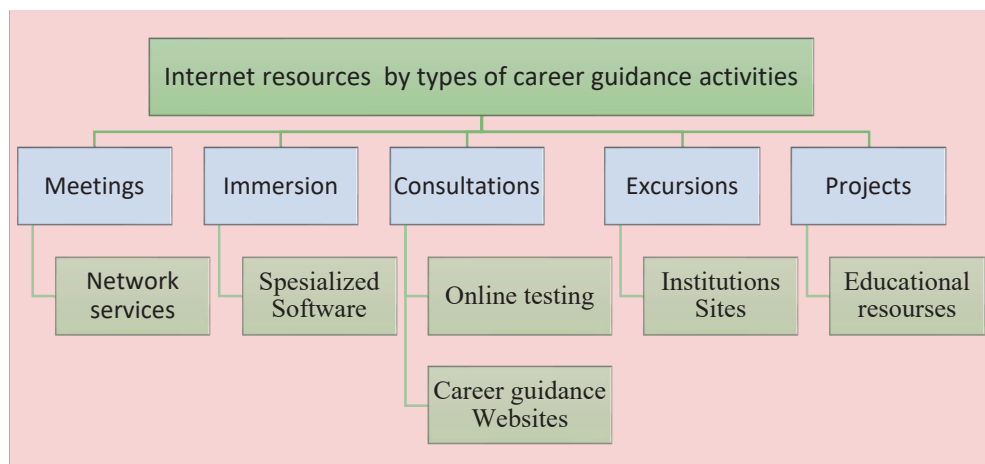 Internet resources by types of career guidance activities
Meetings
Immersion
Consultations
Excursions
Projects
Network
services
Spesialized
Software
Online testing
Institutions
Sites
Educational
resourses
Career guidance
Websites